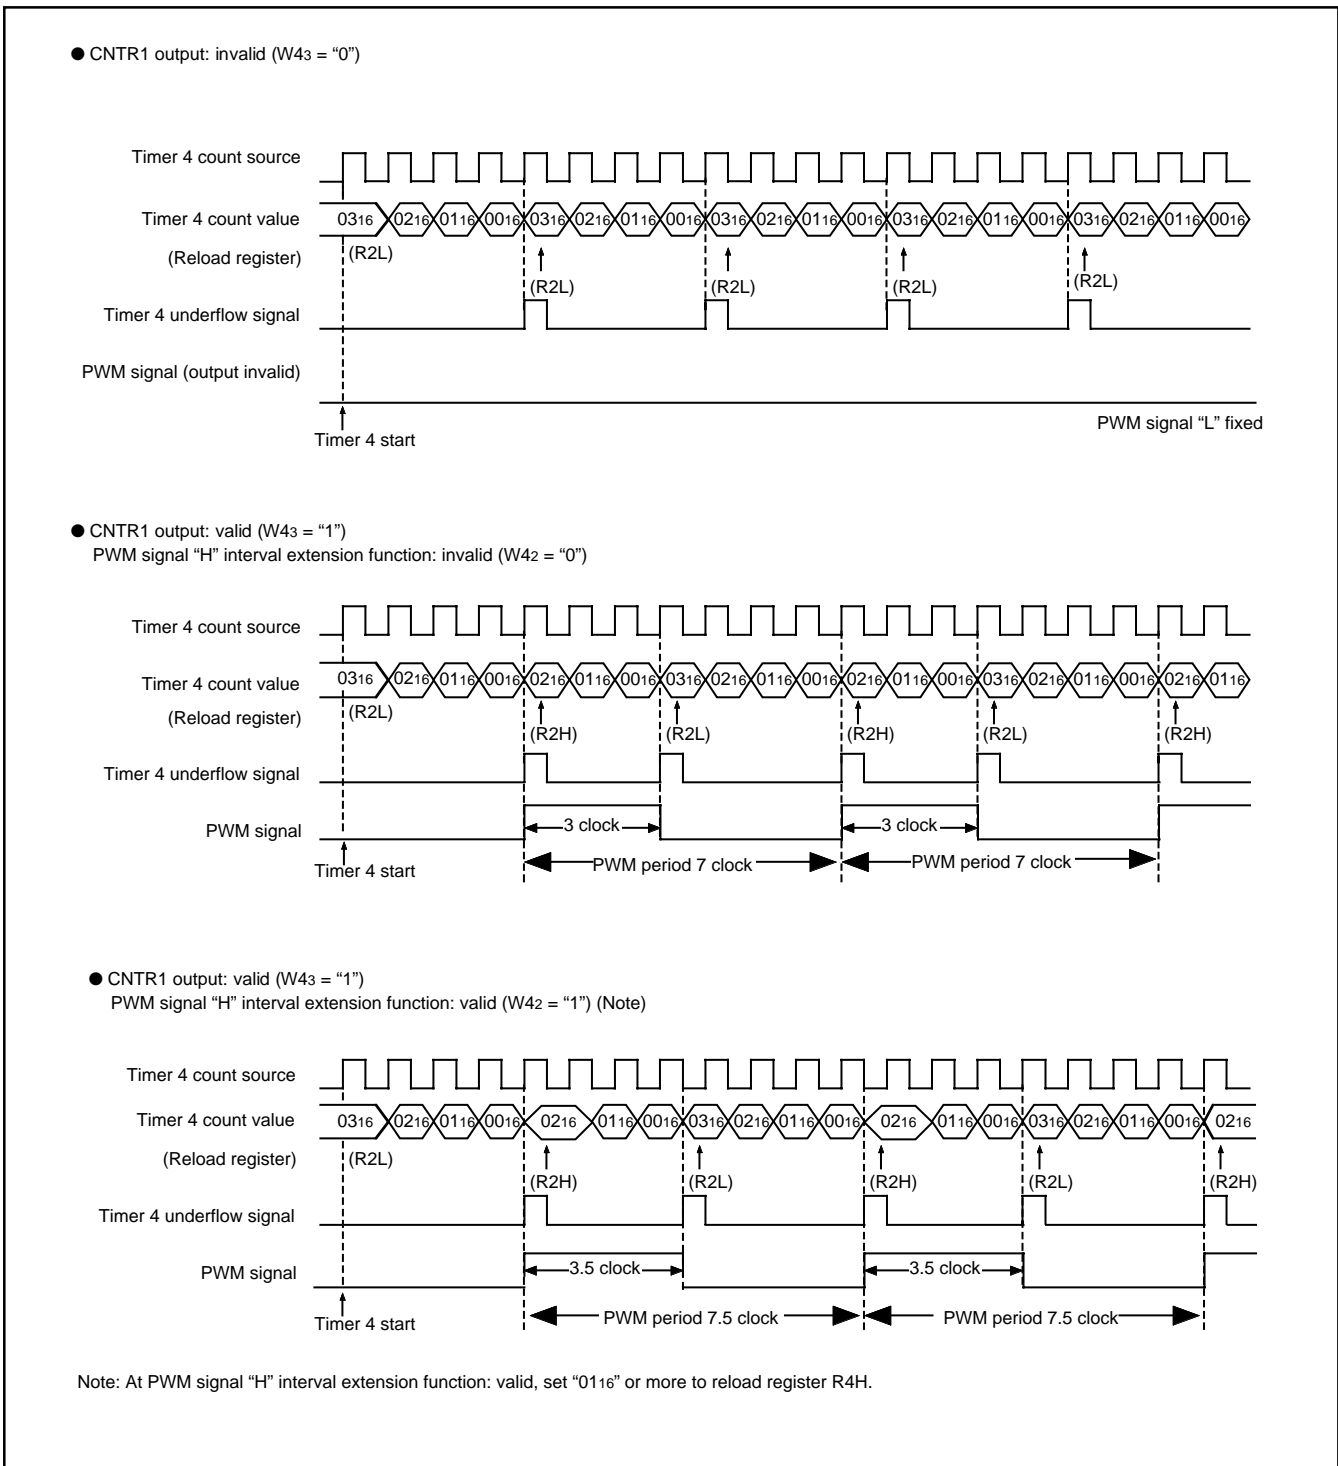 ● CNTR1 output: invalid (W43 = “0”)
Timer 4 count source
Timer 4 count value
0316 0216 0116 0016 0316 0216 0116 0016 0316 0216 0116 0016 0316 0216 0116 0016 0316 0216 0116 0016
(Reload register)
(R2L)
(R2L) (R2L) (R2L) (R2L)
Timer 4 underflow signal
PWM signal (output invalid)
PWM signal “L” fixed
Timer 4 start
● CNTR1 output: valid (W43 = “1”)
PWM signal “H” interval extension function: invalid (W42 = “0”)
Timer 4 count source
Timer 4 count value
0316 0216 0116 0016 0216 0116 0016 0316 0216 0116 0016 0216 0116 0016 0316 0216 0116 0016 0216 0116
(Reload register)
(R2L)
(R2H) (R2L) (R2H) (R2L) (R2H)
Timer 4 underflow signal
PWM signal
3 clock 3 clock
PWM period 7 clock PWM period 7 clock
Timer 4 start
● CNTR1 output: valid (W43 = “1”)
PWM signal “H” interval extension function: valid (W42 = “1”) (Note)
Timer 4 count source
Timer 4 count value
0316 0216 0116 0016 0216 0116 0016 0316 0216 0116 0016 0216 0116 0016 0316 0216 0116 0016 0216
(Reload register)
(R2L)
(R2H) (R2L) (R2H) (R2L) (R2H)
Timer 4 underflow signal
PWM signal
3.5 clock 3.5 clock
PWM period 7.5 clock PWM period 7.5 clock
Timer 4 start
Note: At PWM signal “H” interval extension function: valid, set “0116” or more to reload register R4H.